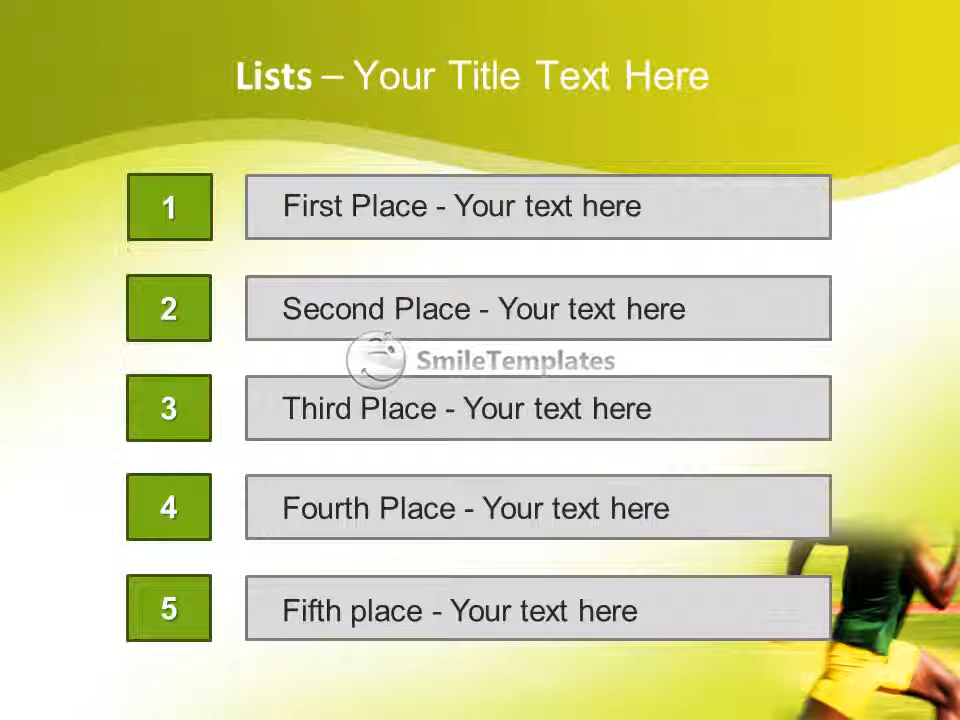 Lists – Your Title Text Here
1
First Place - Your text here
2
Second Place - Your text here
SmileTemplates
3
Third Place - Your text here
4
Fourth Place - Your text here
5
Fifth place - Your text here